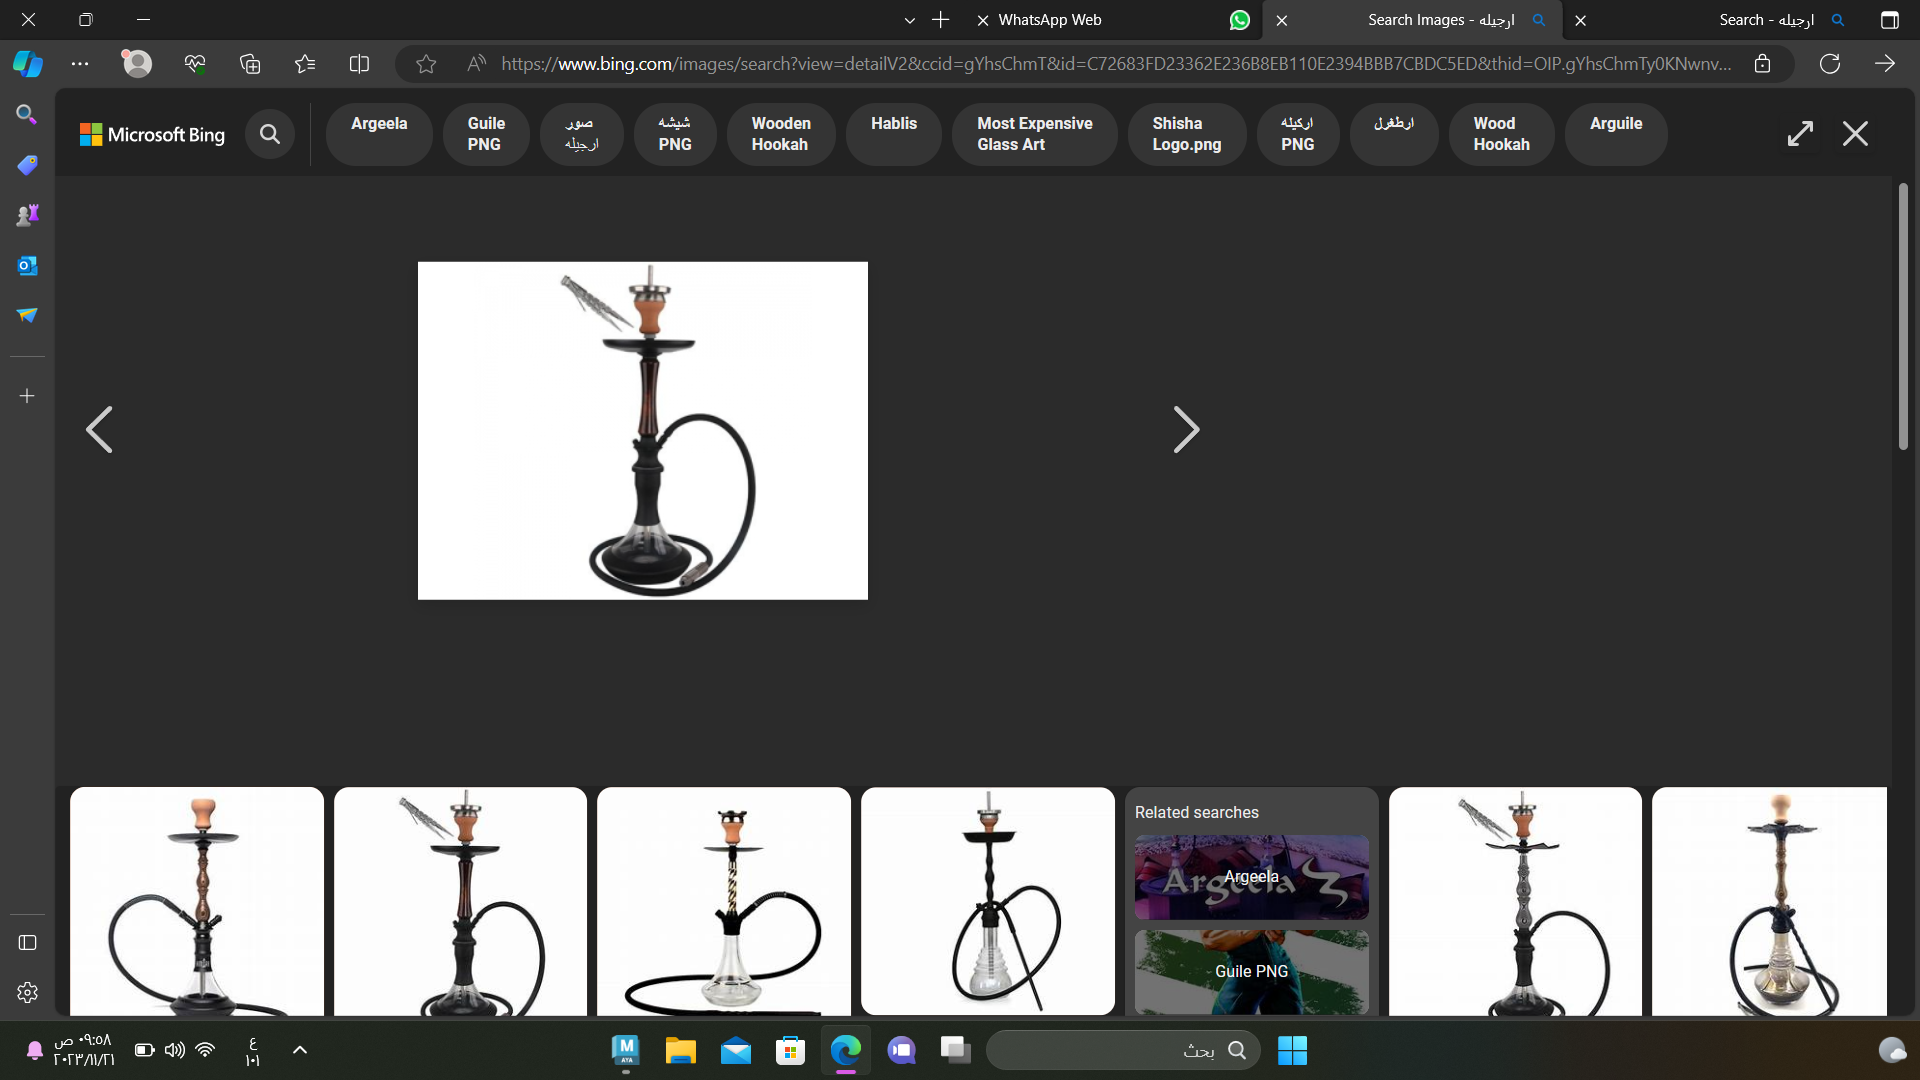 WhatsApp Web
ارجيله - Search Images
ارجيله - Search
https://www.bing.com/images/search?view=detailV2&ccid=gYhsChmT&id=C72683FD23362E236B8EB110E2394BBB7CBDC5ED&thid=OIP.gYhsChmTy0KNwnv...
Microsoft Bing
Argeela
Guile
PNG
صور
ارجيله
شيشه
PNG
Wooden
Hookah
Hablis
Most Expensive
Glass Art
Shisha
Logo.png
اركيله
PNG
ارطغرل
Wood
Hookah
Arguile
Related searches
Argeela
Argeela
Guile PNG
٠٩:٥٨ ص
٢٠٢٣/١١/٢١
ع
١٠١
M
AYA
بحث